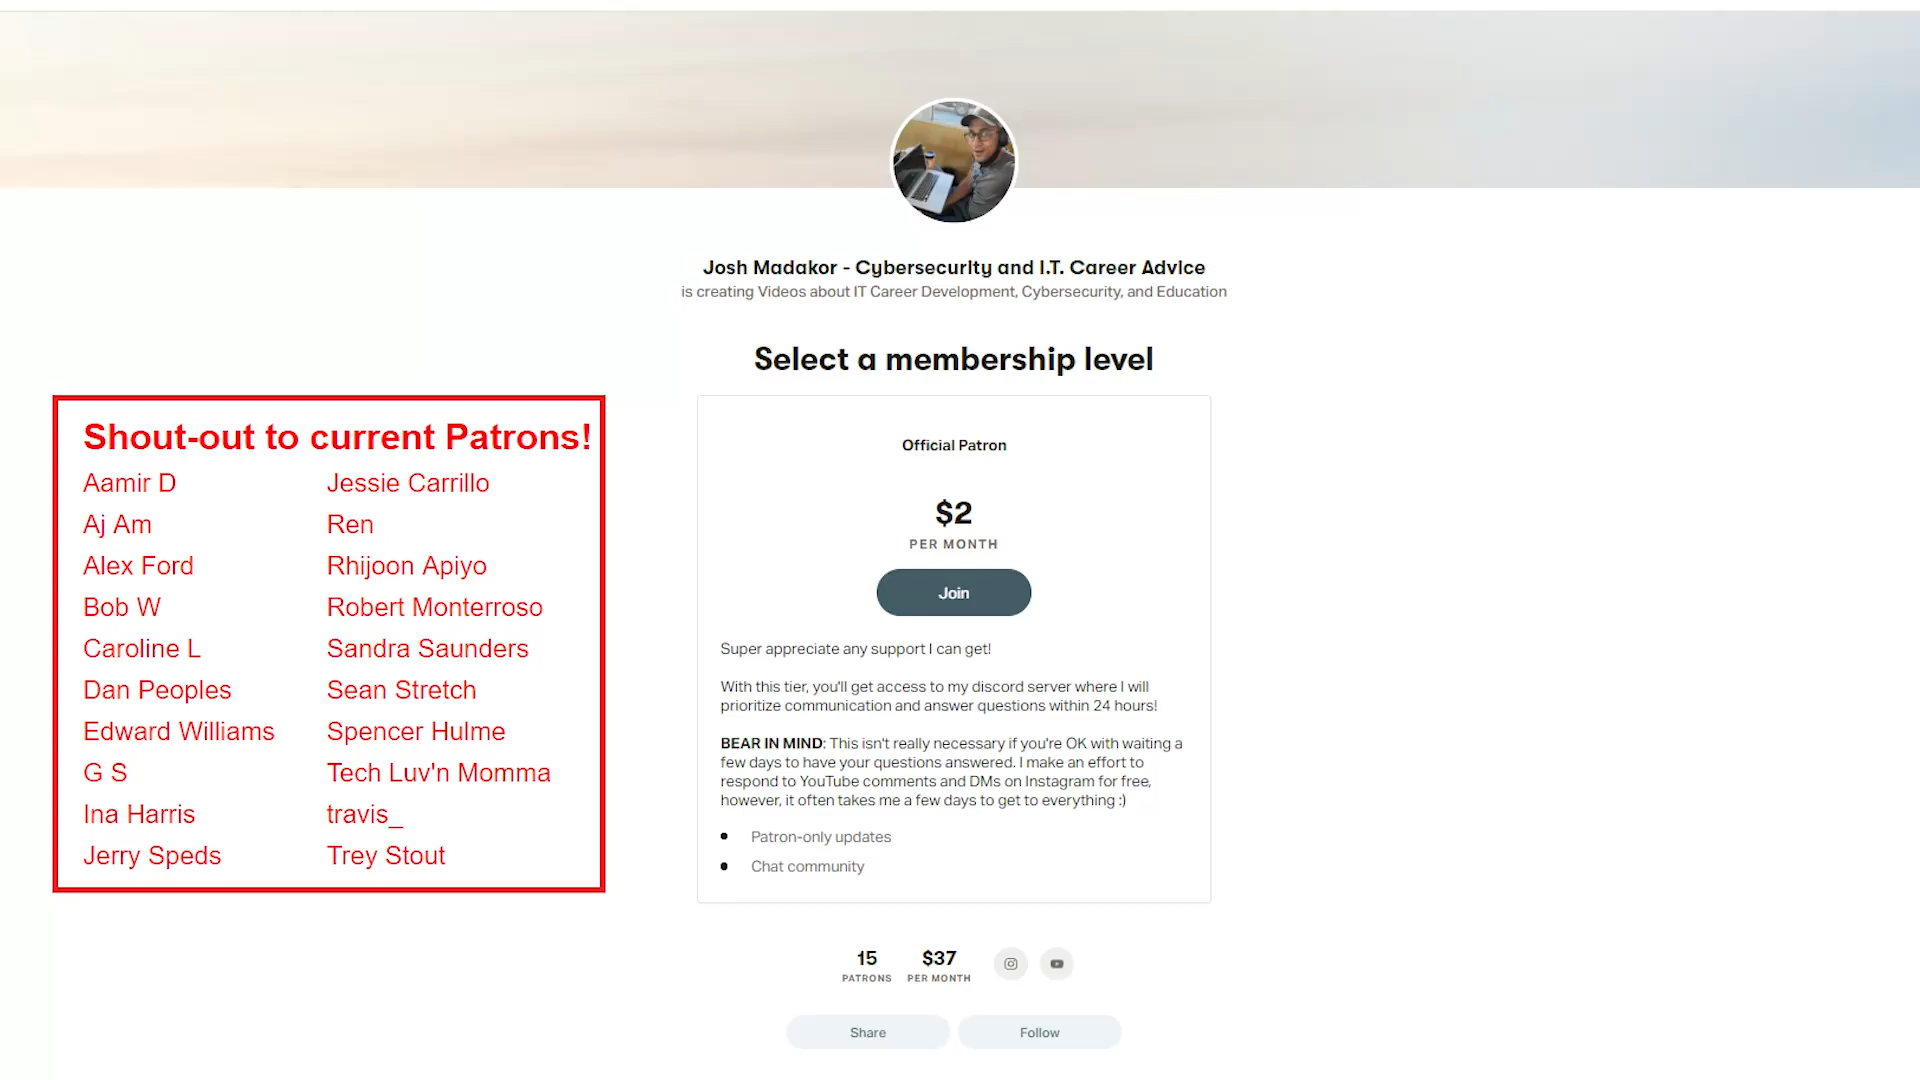 Josh Madakor - Cybersecurity and I.T. Career Advice
is creating Videos about IT Career Development, Cybersecurity, and Education
Select a membership level
Shout-out to current Patrons!
Aamir D
Aj Am
Alex Ford
Bob W
Caroline L
Dan Peoples
Edward Williams
G S
Ina Harris
Jerry Speds
Jessie Carrillo
Ren
Rhijoon Apiyo
Robert Monterroso
Sandra Saunders
Sean Stretch
Spencer Hulme
Tech Luv'n Momma
travis_
Trey Stout
Official Patron
$2
PER MONTH
Join
Super appreciate any support I can get!
With this tier, you'll get access to my discord server where I will
prioritize communication and answer questions within 24 hours!
BEAR IN MIND: This isn't really necessary if you're OK with waiting a
few days to have your questions answered. I make an effort to
respond to YouTube comments and DMs on Instagram for free,
however, it often takes me a few days to get to everything :)
Patron-only updates
Chat community
15
PATRONS
$37
PER MONTH
Share
Follow